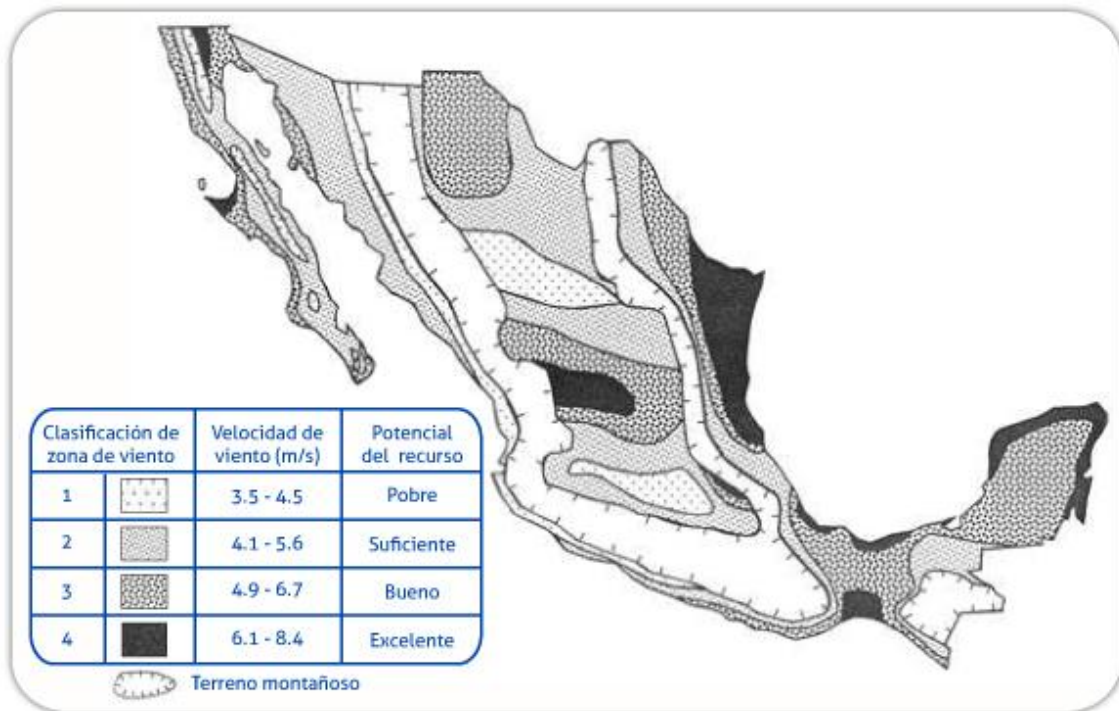 Clasificación de zona de viento Velocidad de viento (m/s) Potencial del recurso
1 3.5 - 4.5 Pobre
2 4.1 - 5.6 Suficiente
3 4.9 - 6.7 Bueno
4 6.1 - 8.4 Excelente
Terreno montañoso